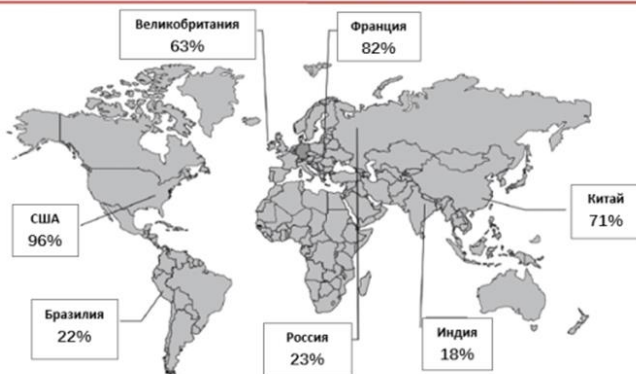 Великобритания
63%
Франция
82%
США
96%
Китай
71%
Бразилия
22%
Россия
23%
Индия
18%